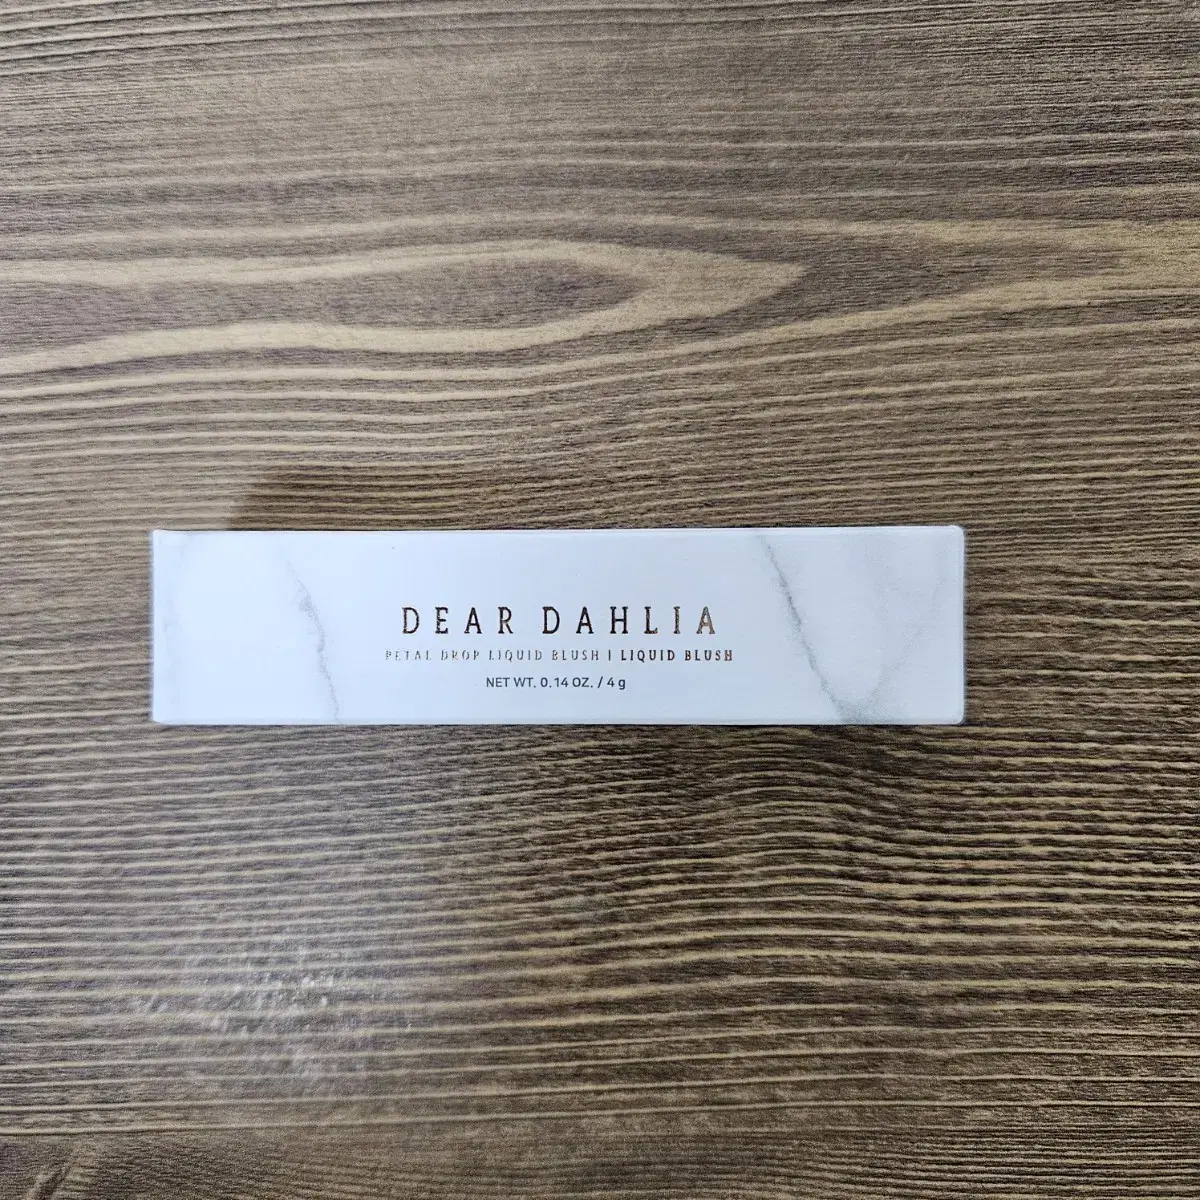 DEAR DAHLIA
PETAL DROP LIQUID BLUSH | LIQUID BLUSH
NET WT. 0.14 OZ. / 4 g